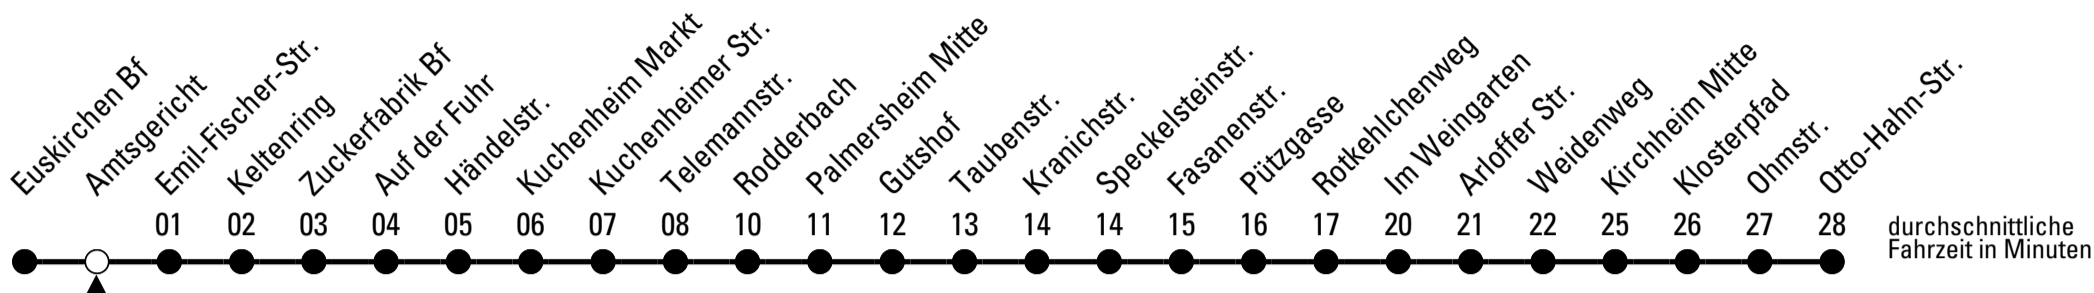 Euskirchen Bf
Amtsgericht
Emil-Fischer-Str.
Keltenring
Zuckerfabrik Bf
Auf der Fuhr
Händelstr.
Kuchenheim Markt
Kuchenheimer Str.
Telemannstr.
Rodderbach
Palmersheim Mitte
Gutshof
Taubenstr.
Kranichstr.
Speckelsteinstr.
Fasanenstr.
Pützgasse
Rotkehlchenweg
Im Weingarten
Arloffer Str.
Weidenweg
Kirchheim Mitte
Klosterpfad
Ohmstr.
Otto-Hahn-Str.
01 02 03 04 05 06 07 08 10 11 12 13 14 14 15 16 17 20 21 22 25 26 27 28
durchschnittliche
Fahrzeit in Minuten